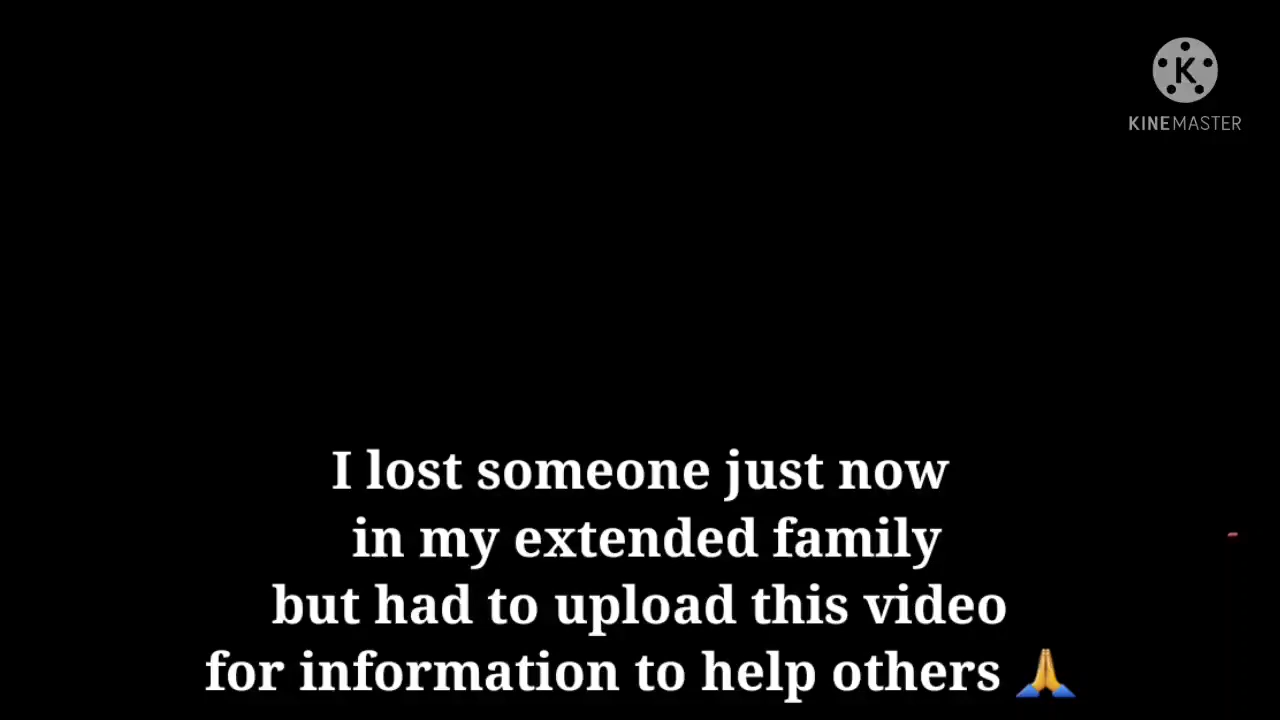 K
KINEMASTER
I lost someone just now
in my extended family
but had to upload this video
for information to help others 🙏